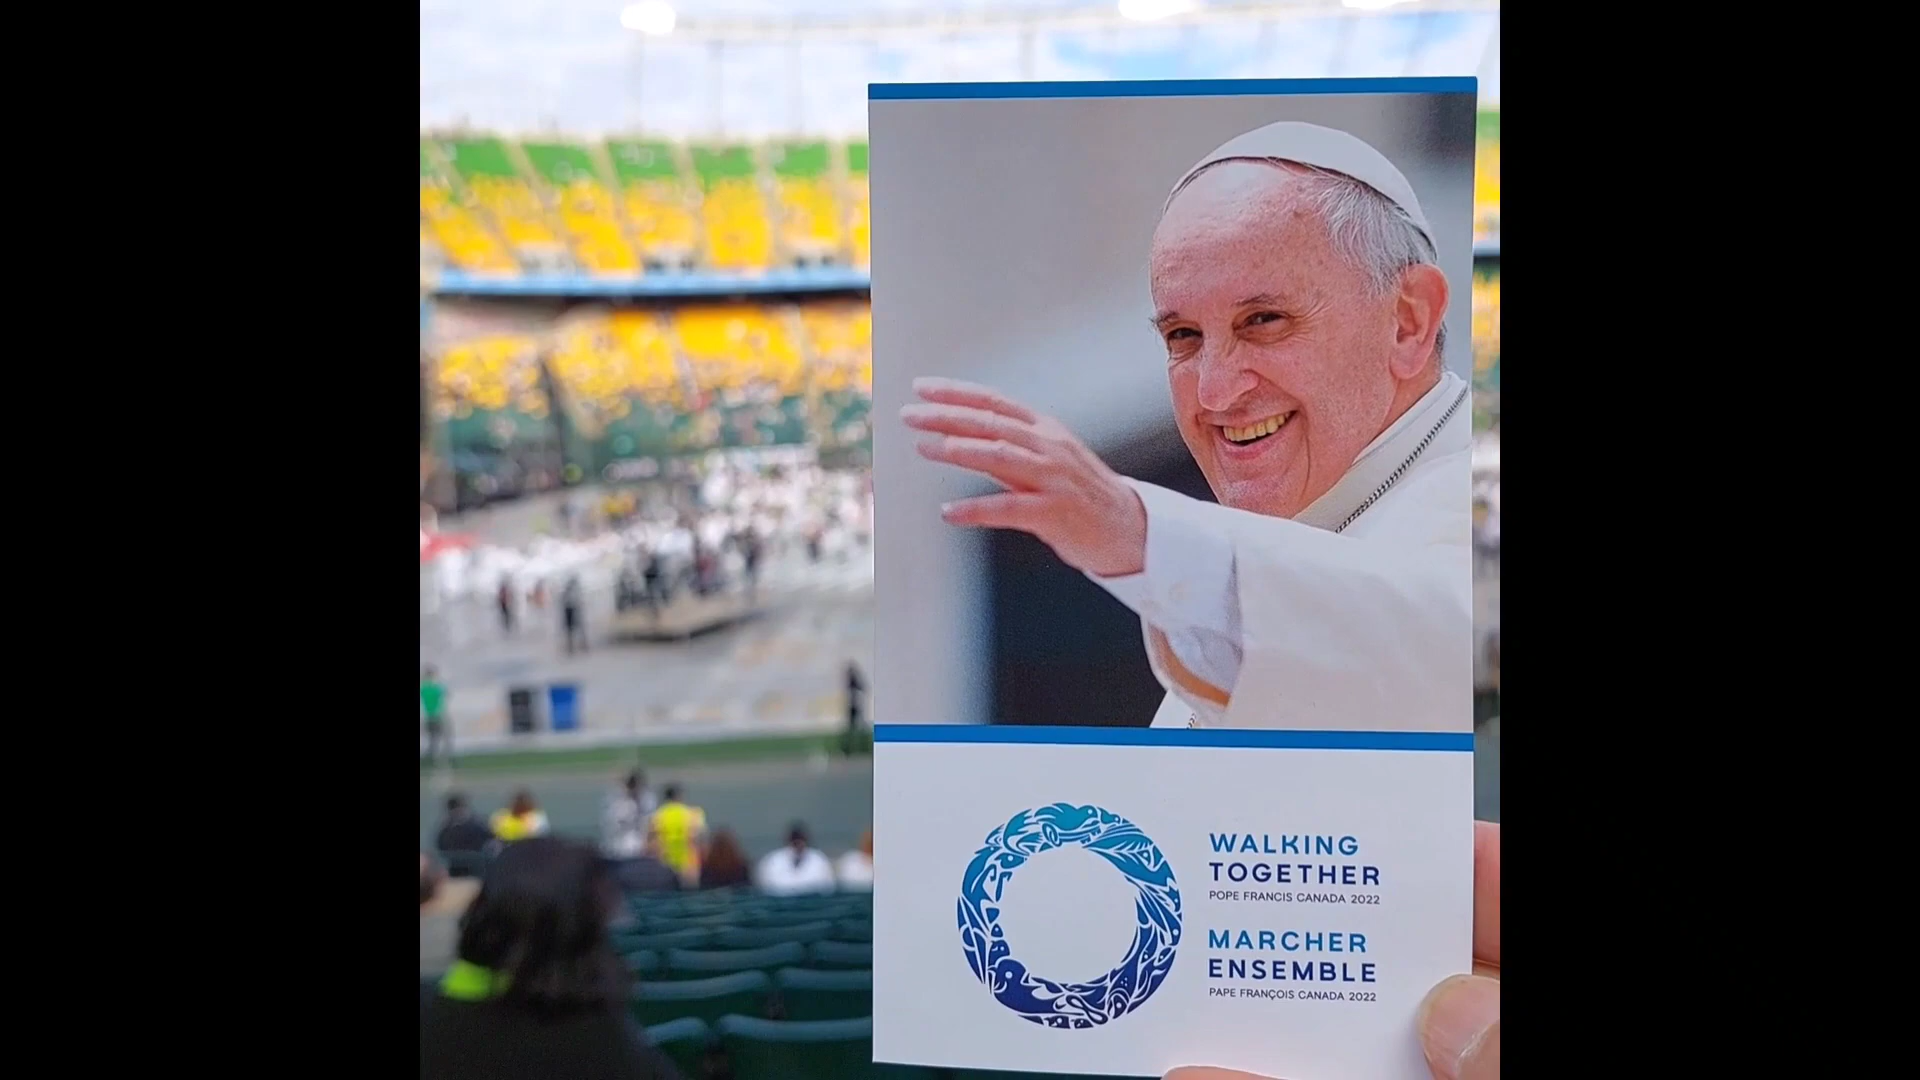 WALKING
TOGETHER
POPE FRANCIS CANADA 2022
MARCHER
ENSEMBLE
PAPE FRANÇOIS CANADA 2022